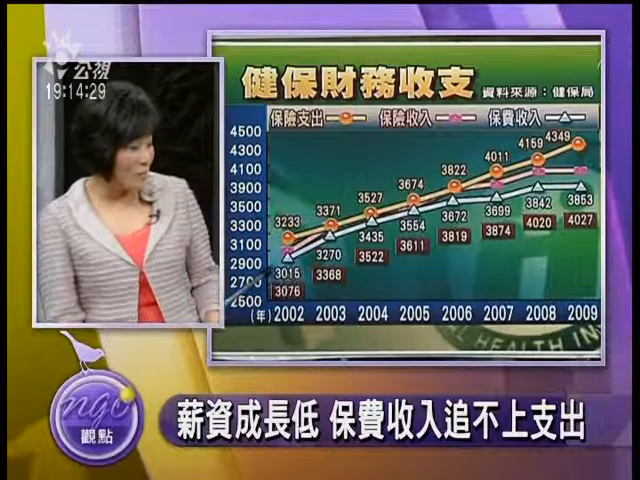 公視
19:14:29
健保財務收支
資料來源：健保局
保險支出 保險收入 保費收入
4500
4300
4100
3900
3700
3500
3300
3100
2900
2700
2500
3233 3371 3527 3674 3822 4011 4159 4349
3015 3270 3435 3554 3672 3699 3842 3853
3076 3368 3522 3611 3819 3874 4020 4027
(年) 2002 2003 2004 2005 2006 2007 2008 2009
HEALTH IN
ngo
觀點
薪資成長低 保費收入追不上支出